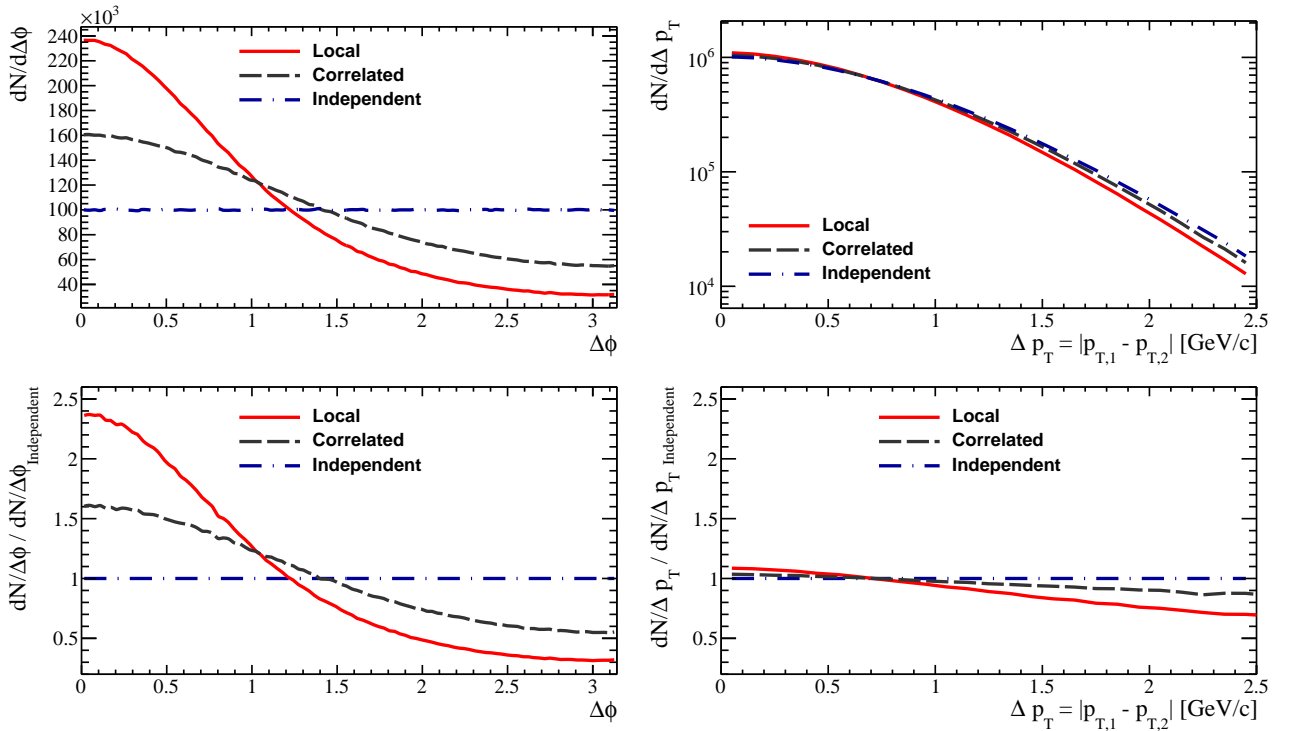 ×10³
dN/dΔϕ
240
220
200
180
160
140
120
100
80
60
40
Local
Correlated
Independent
0 0.5 1 1.5 2 2.5 3
Δϕ
dN/dΔ p_T
10⁶
10⁵
10⁴
Local
Correlated
Independent
0 0.5 1 1.5 2 2.5
Δ p_T = |p_T,1 - p_T,2| [GeV/c]
dN/Δϕ / dN/Δϕ_Independent
2.5
2
1.5
1
0.5
Local
Correlated
Independent
0 0.5 1 1.5 2 2.5 3
Δϕ
dN/Δ p_T / dN/Δ p_T Independent
2.5
2
1.5
1
0.5
Local
Correlated
Independent
0 0.5 1 1.5 2 2.5
Δ p_T = |p_T,1 - p_T,2| [GeV/c]